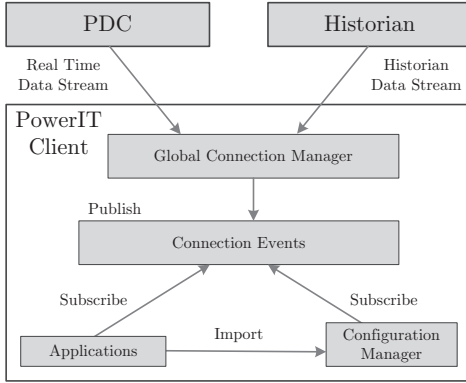 PDC
Historian
Real Time
Data Stream
Historian
Data Stream
PowerIT
Client
Global Connection Manager
Publish
Connection Events
Subscribe
Subscribe
Import
Applications
Configuration
Manager